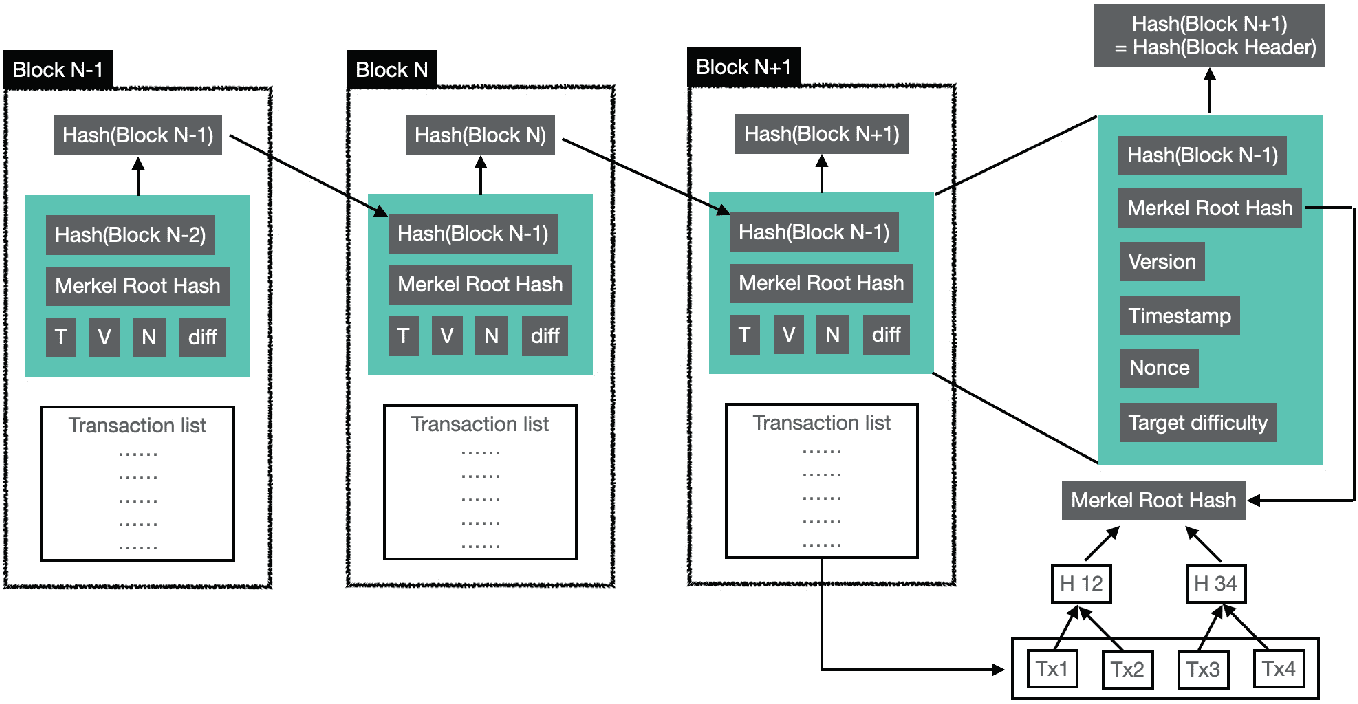 Block N-1
Hash(Block N-1)
Hash(Block N-2)
Merkel Root Hash
T V N diff
Transaction list
......
......
......
......
......
Block N
Hash(Block N)
Hash(Block N-1)
Merkel Root Hash
T V N diff
Transaction list
......
......
......
......
......
Block N+1
Hash(Block N+1)
Hash(Block N-1)
Merkel Root Hash
T V N diff
Transaction list
......
......
......
......
......
Hash(Block N+1)
= Hash(Block Header)
Hash(Block N-1)
Merkel Root Hash
Version
Timestamp
Nonce
Target difficulty
Merkel Root Hash
H 12 H 34
Tx1 Tx2 Tx3 Tx4